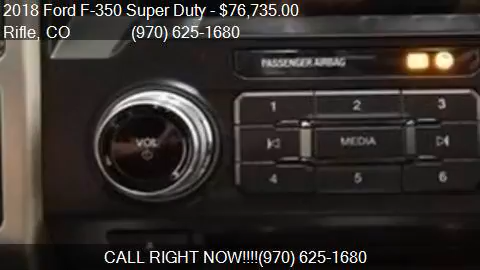 2018 Ford F-350 Super Duty - $76,735.00
Rifle, CO (970) 625-1680
PASSENGER AIRBAG
1 2 3
VOL MEDIA
4 5 6
CALL RIGHT NOW!!!!(970) 625-1680